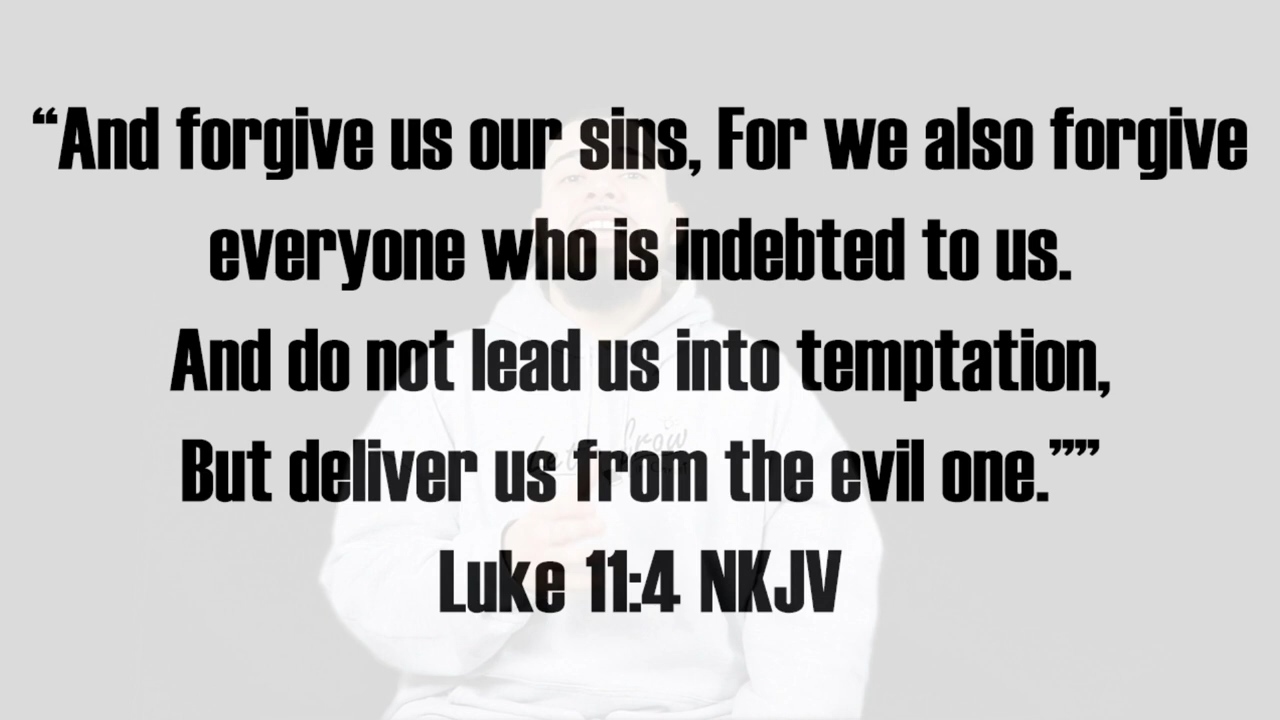 “And forgive us our sins, For we also forgive
everyone who is indebted to us.
And do not lead us into temptation,
But deliver us from the evil one.”””
Luke 11:4 NKJV